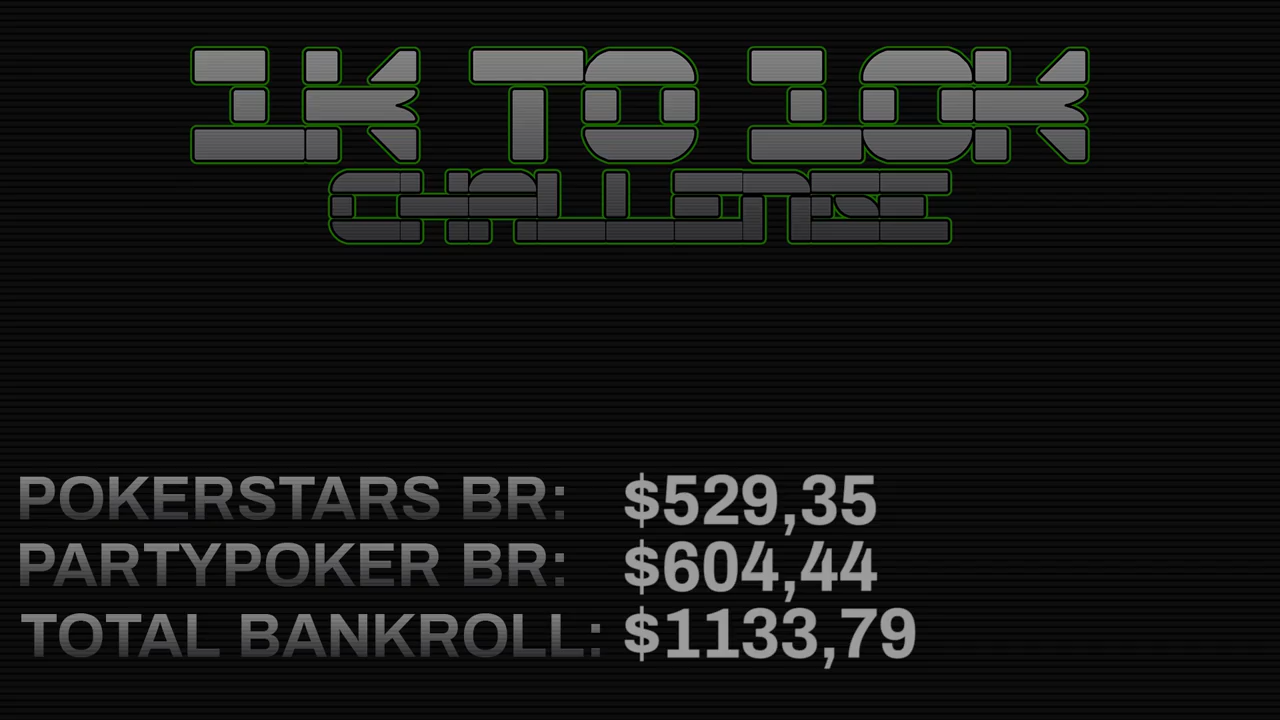 1K TO 10K
CHALLENGE
POKERSTARS BR: $529,35
PARTYPOKER BR: $604,44
TOTAL BANKROLL: $1133,79